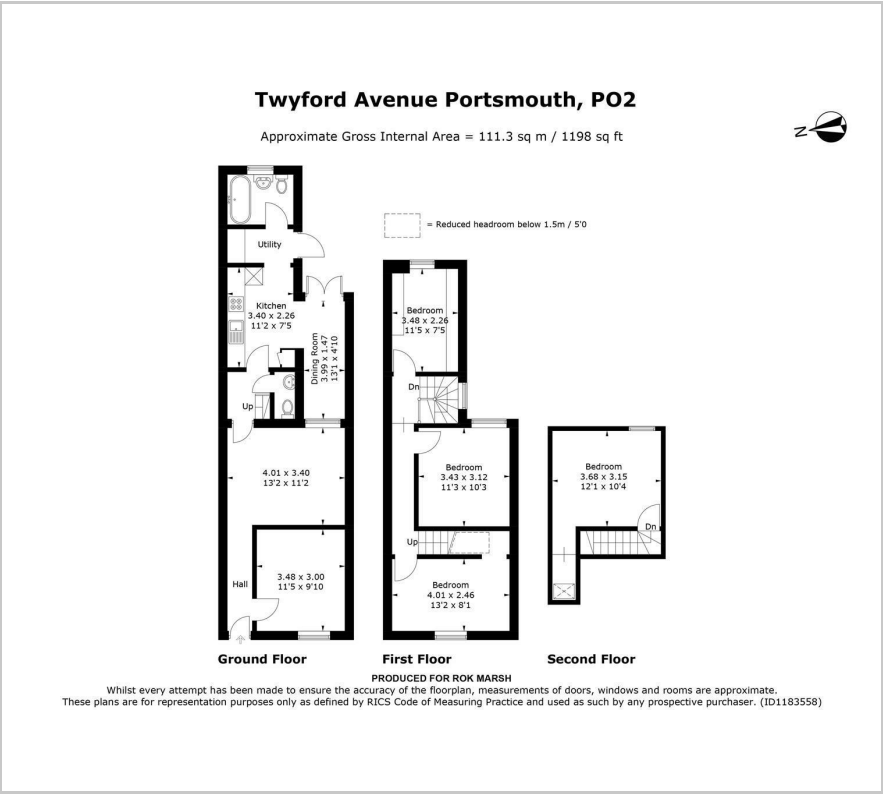 Twyford Avenue Portsmouth, PO2
Approximate Gross Internal Area = 111.3 sq m / 1198 sq ft
N
= Reduced headroom below 1.5m / 5'0
Utility
Kitchen
3.40 x 2.26
11'2 x 7'5
Dining Room
3.99 x 1.47
13'1 x 4'10
Up
4.01 x 3.40
13'2 x 11'2
Hall
3.48 x 3.00
11'5 x 9'10
Ground Floor
Bedroom
3.48 x 2.26
11'5 x 7'5
Dn
Bedroom
3.43 x 3.12
11'3 x 10'3
Up
Bedroom
4.01 x 2.46
13'2 x 8'1
First Floor
Bedroom
3.68 x 3.15
12'1 x 10'4
Dn
Second Floor
PRODUCED FOR ROK MARSH
Whilst every attempt has been made to ensure the accuracy of the floorplan, measurements of doors, windows and rooms are approximate.
These plans are for representation purposes only as defined by RICS Code of Measuring Practice and used as such by any prospective purchaser. (ID1183558)